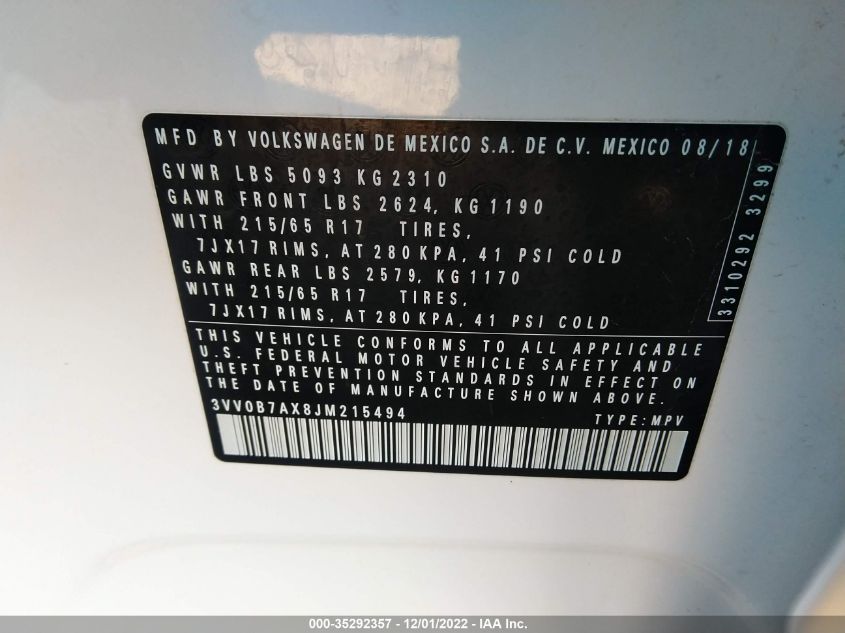 MFD BY VOLKSWAGEN DE MEXICO S.A. DE C.V. MEXICO 08/18
GVWR LBS 5093 KG 2310
GAWR FRONT LBS 2624, KG 1190
WITH 215/65 R17 TIRES,
7JX17 RIMS, AT 280 KPA, 41 PSI COLD
GAWR REAR LBS 2579, KG 1170
WITH 215/65 R17 TIRES,
7JX17 RIMS, AT 280 KPA, 41 PSI COLD
THIS VEHICLE CONFORMS TO ALL APPLICABLE
U.S. FEDERAL MOTOR VEHICLE SAFETY AND
THEFT PREVENTION STANDARDS IN EFFECT ON
THE DATE OF MANUFACTURE SHOWN ABOVE.
3VV0B7AX8JM215494 TYPE: MPV
3310292 3299
000-35292357 - 12/01/2022 - IAA Inc.